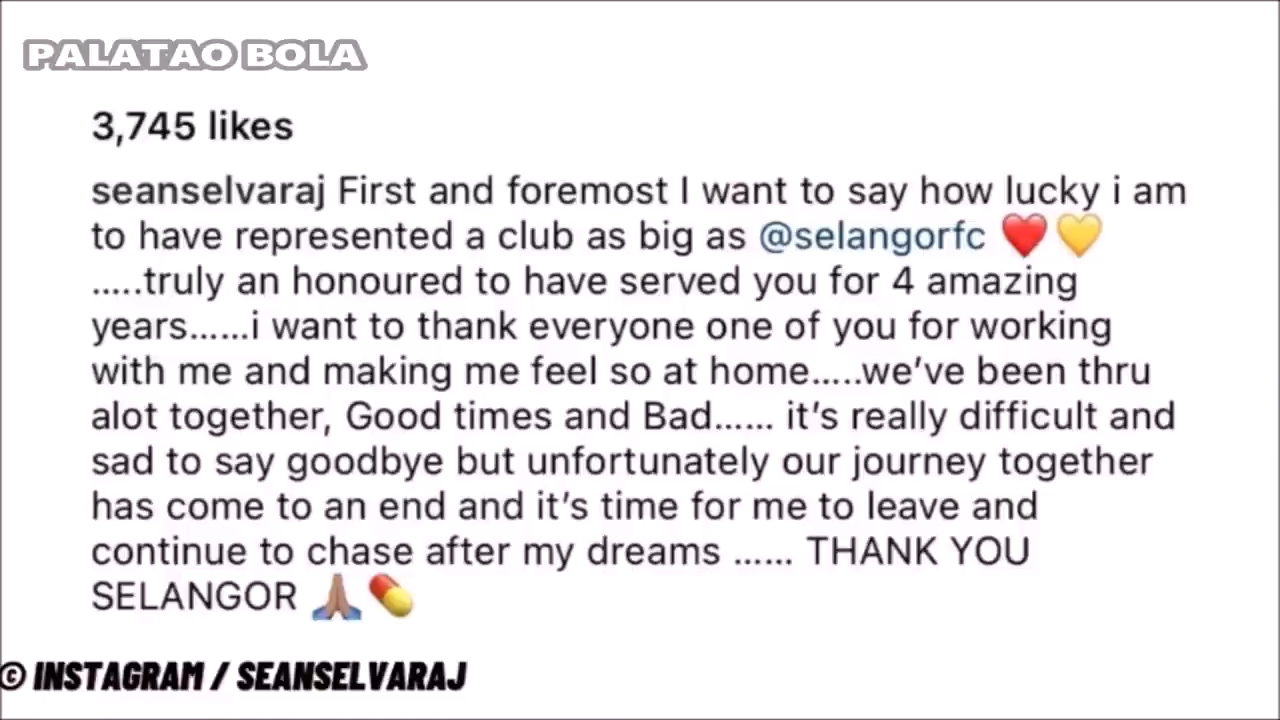 PALATAO BOLA
3,745 likes
seanselvaraj First and foremost I want to say how lucky i am
to have represented a club as big as @selangorfc ❤️💛
.....truly an honoured to have served you for 4 amazing
years......i want to thank everyone one of you for working
with me and making me feel so at home.....we’ve been thru
alot together, Good times and Bad...... it’s really difficult and
sad to say goodbye but unfortunately our journey together
has come to an end and it’s time for me to leave and
continue to chase after my dreams ...... THANK YOU
SELANGOR 🙏🏽💊
© INSTAGRAM / SEANSELVARAJ